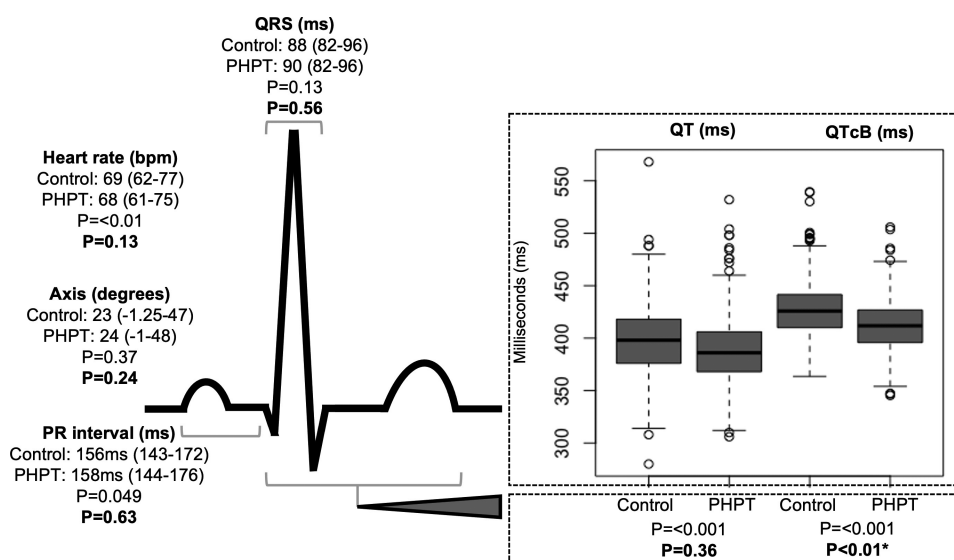 QRS (ms)
Control: 88 (82-96)
PHPT: 90 (82-96)
P=0.13
P=0.56
Heart rate (bpm)
Control: 69 (62-77)
PHPT: 68 (61-75)
P=<0.01
P=0.13
Axis (degrees)
Control: 23 (-1.25-47)
PHPT: 24 (-1-48)
P=0.37
P=0.24
PR interval (ms)
Control: 156ms (143-172)
PHPT: 158ms (144-176)
P=0.049
P=0.63
QT (ms) QTcB (ms)
Milliseconds (ms)
550
500
450
400
350
300
Control PHPT Control PHPT
P=<0.001 P=<0.001
P=0.36 P<0.01*